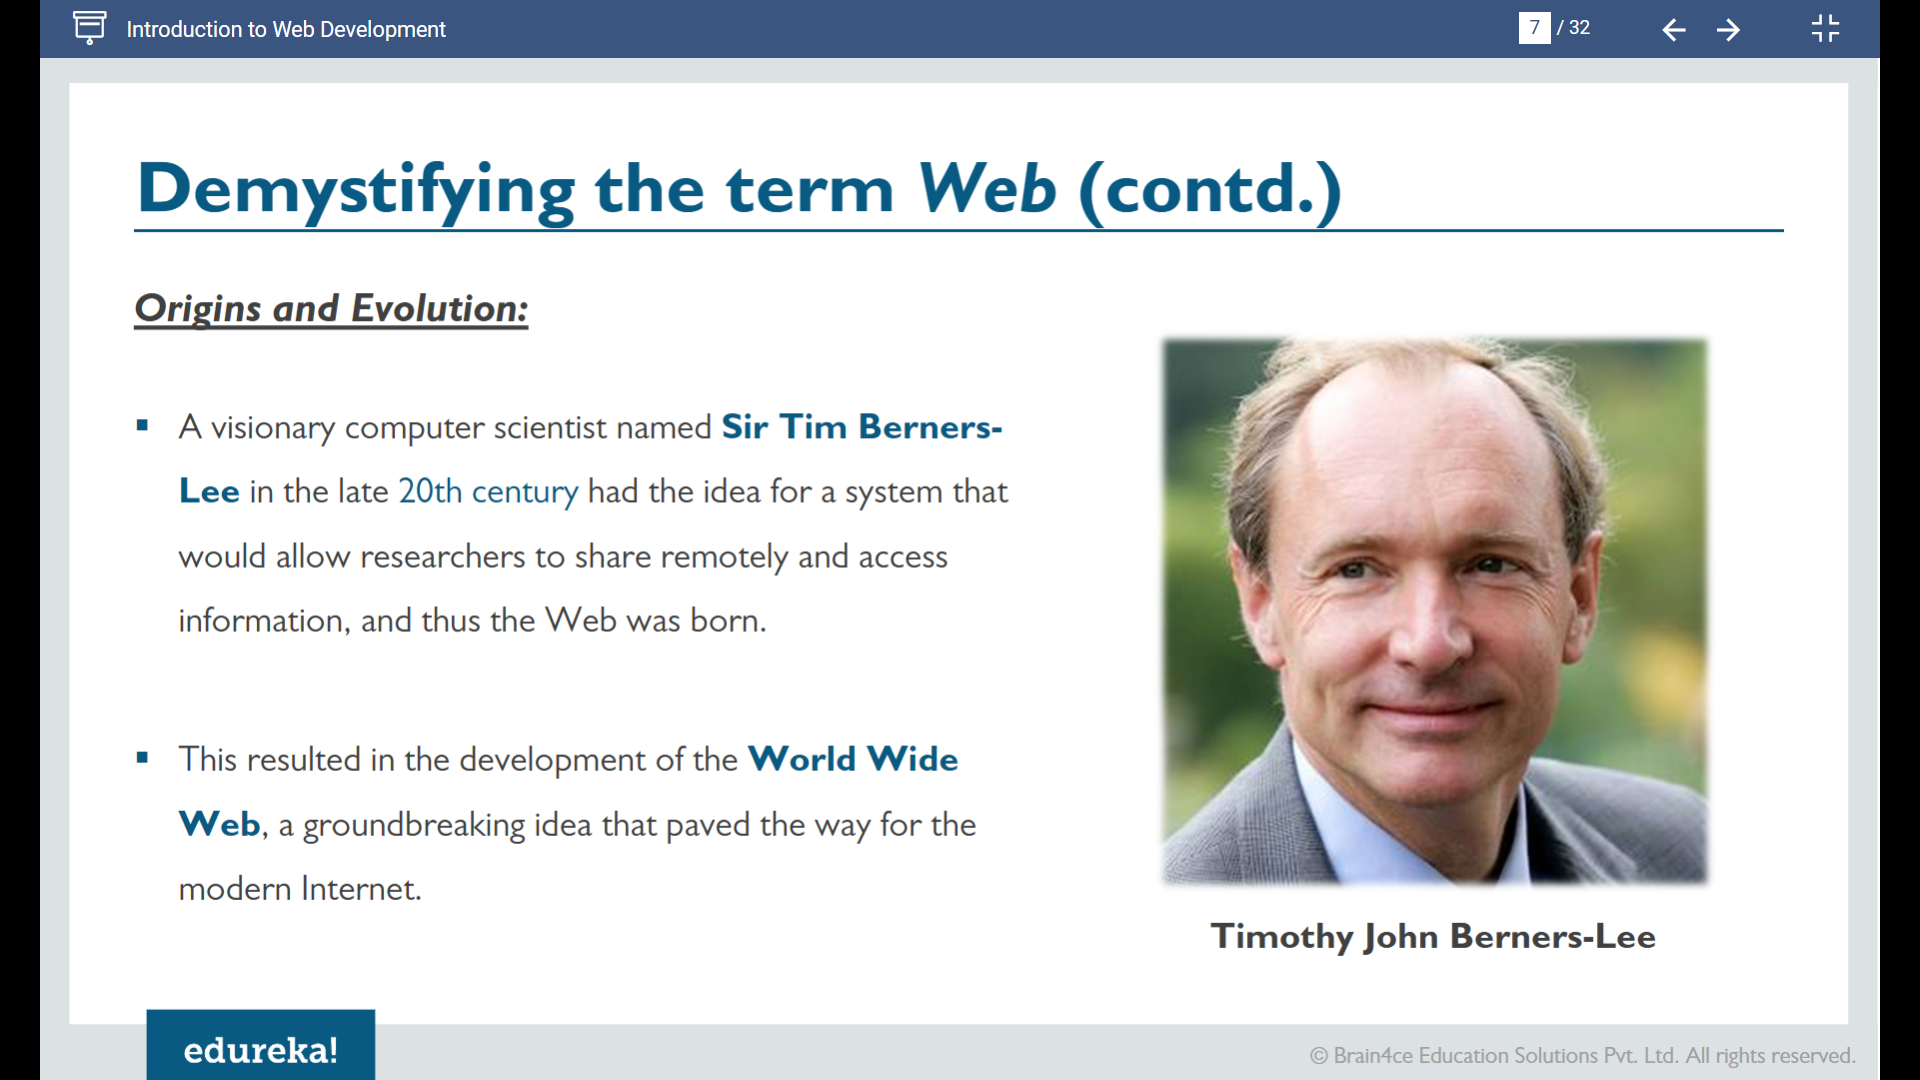 Introduction to Web Development
7 / 32
Demystifying the term Web (contd.)
Origins and Evolution:
▪ A visionary computer scientist named Sir Tim Berners-
Lee in the late 20th century had the idea for a system that
would allow researchers to share remotely and access
information, and thus the Web was born.
▪ This resulted in the development of the World Wide
Web, a groundbreaking idea that paved the way for the
modern Internet.
Timothy John Berners-Lee
edureka!
© Brain4ce Education Solutions Pvt. Ltd. All rights reserved.